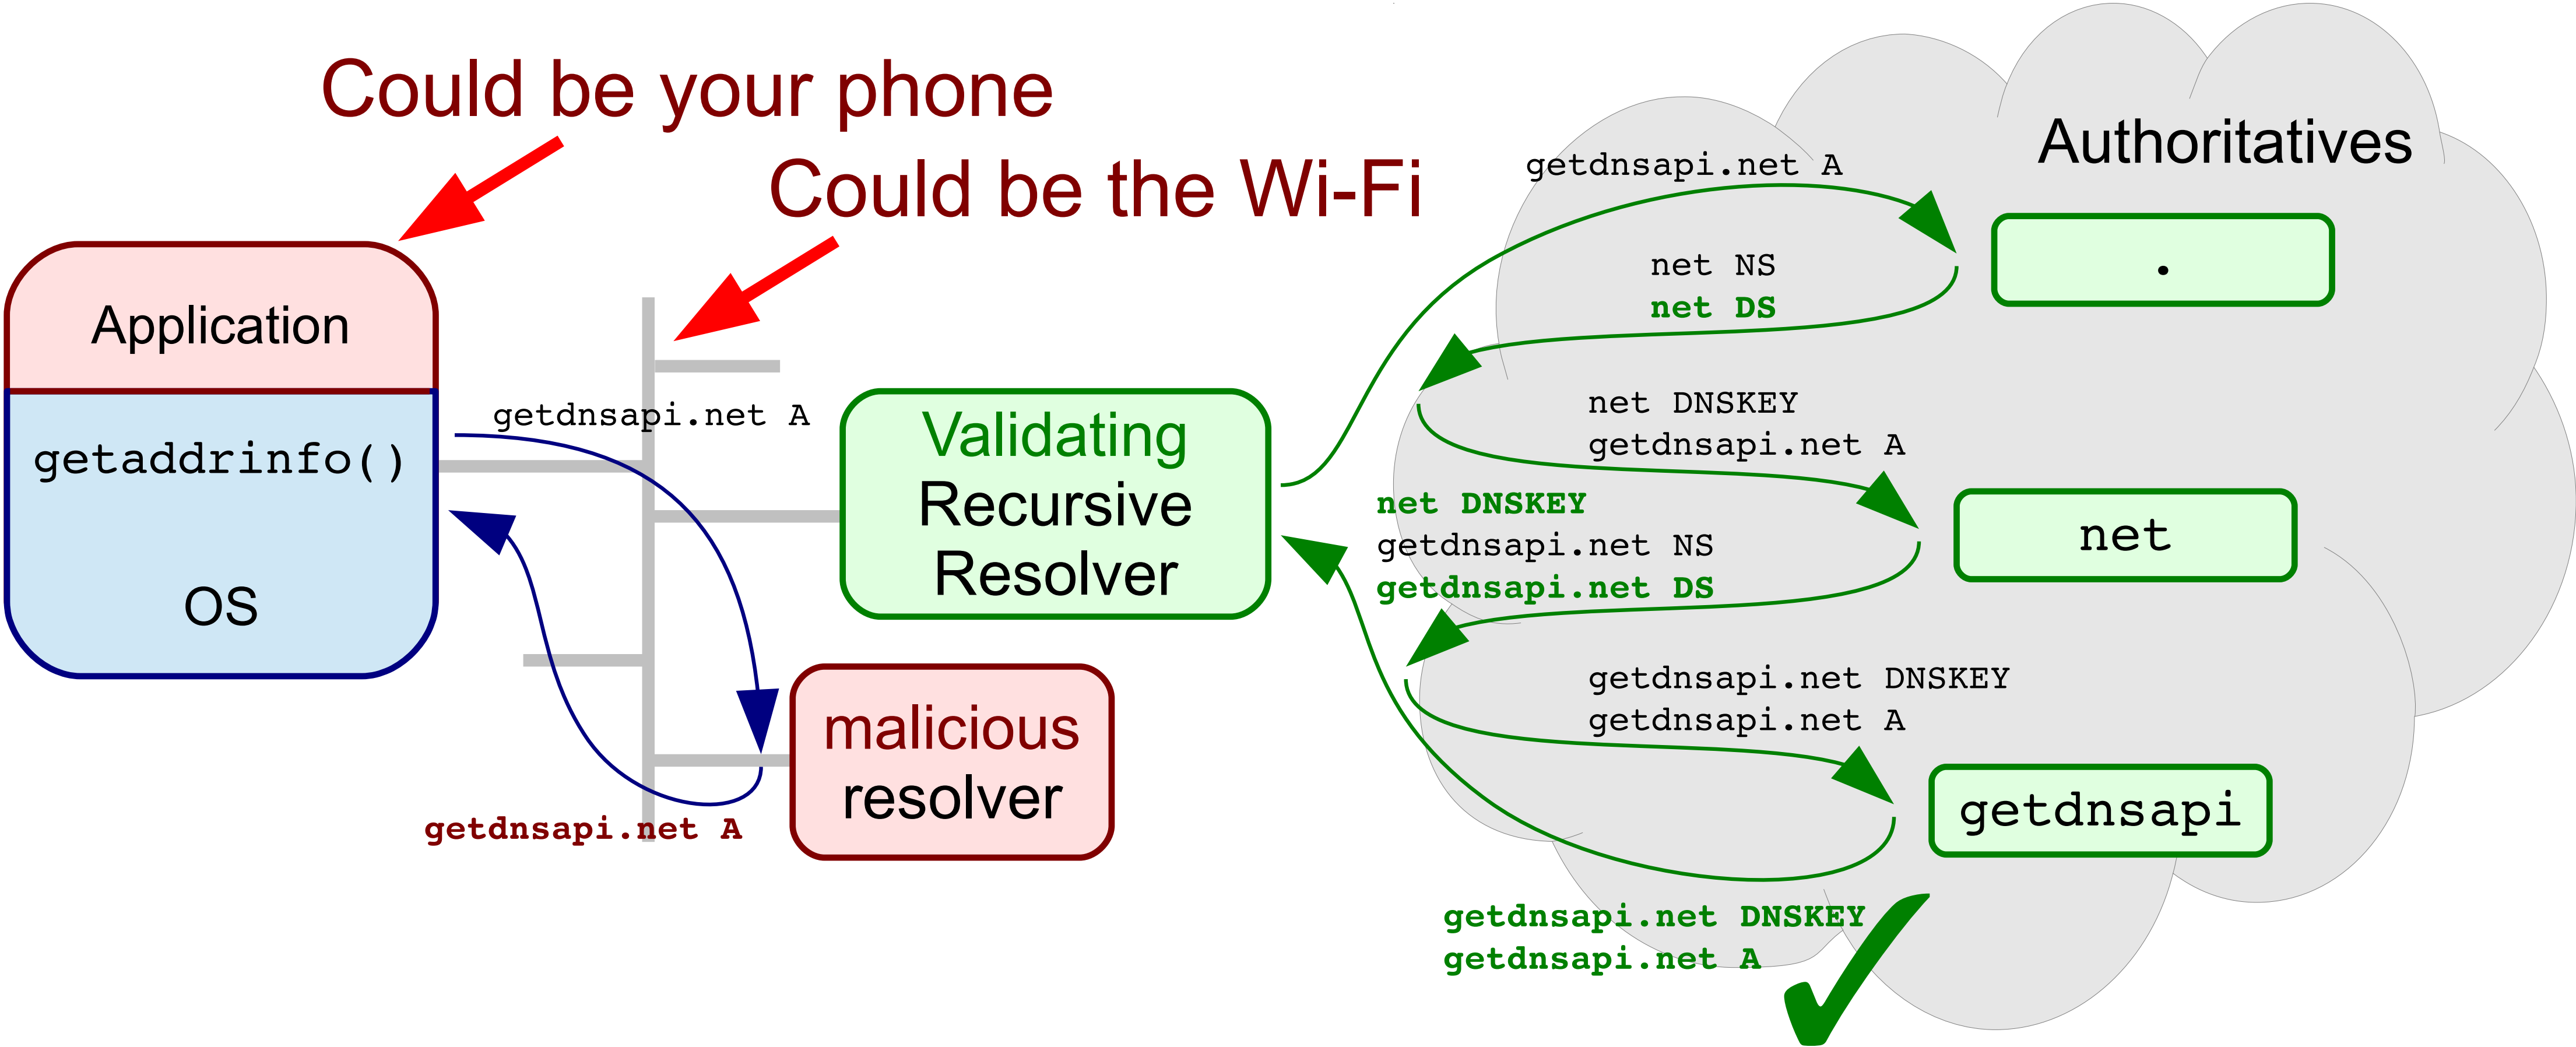 Could be your phone
Could be the Wi-Fi
Application
getaddrinfo()
OS
getdnsapi.net A
getdnsapi.net A
Validating
Recursive
Resolver
malicious
resolver
Authoritatives
getdnsapi.net A
.
net NS
net DS
net DNSKEY
getdnsapi.net A
net
net DNSKEY
getdnsapi.net NS
getdnsapi.net DS
getdnsapi.net DNSKEY
getdnsapi.net A
getdnsapi
getdnsapi.net DNSKEY
getdnsapi.net A